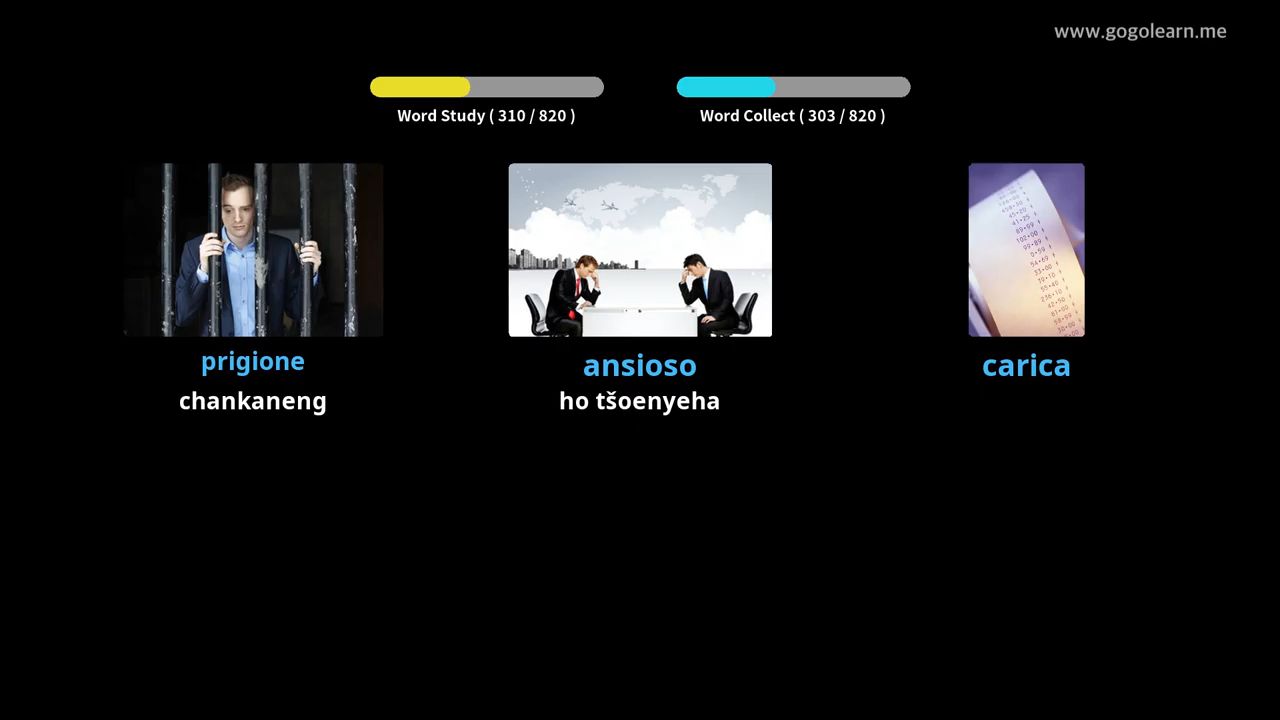 www.gogolearn.me
Word Study ( 310 / 820 )
Word Collect ( 303 / 820 )
prigione
ansioso
carica
chankaneng
ho tšoenyeha